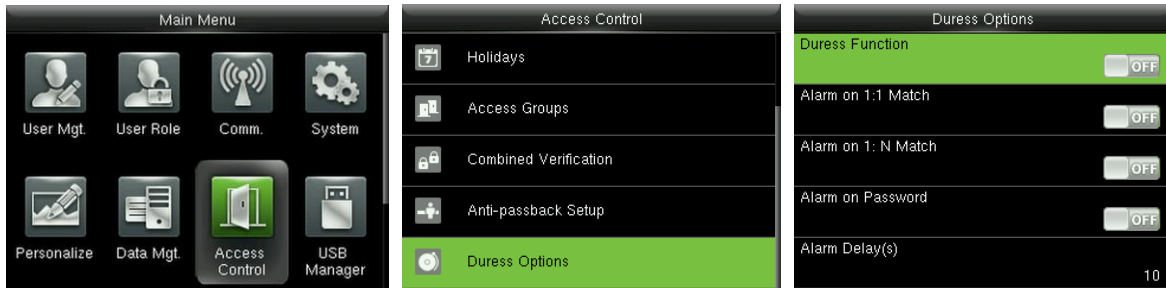 Main Menu
User Mgt.
User Role
Comm.
System
Personalize
Data Mgt.
Access
Control
USB
Manager
Access Control
7
Holidays
Access Groups
Combined Verification
Anti-passback Setup
Duress Options
Duress Options
Duress Function
OFF
Alarm on 1:1 Match
OFF
Alarm on 1: N Match
OFF
Alarm on Password
OFF
Alarm Delay(s)
10